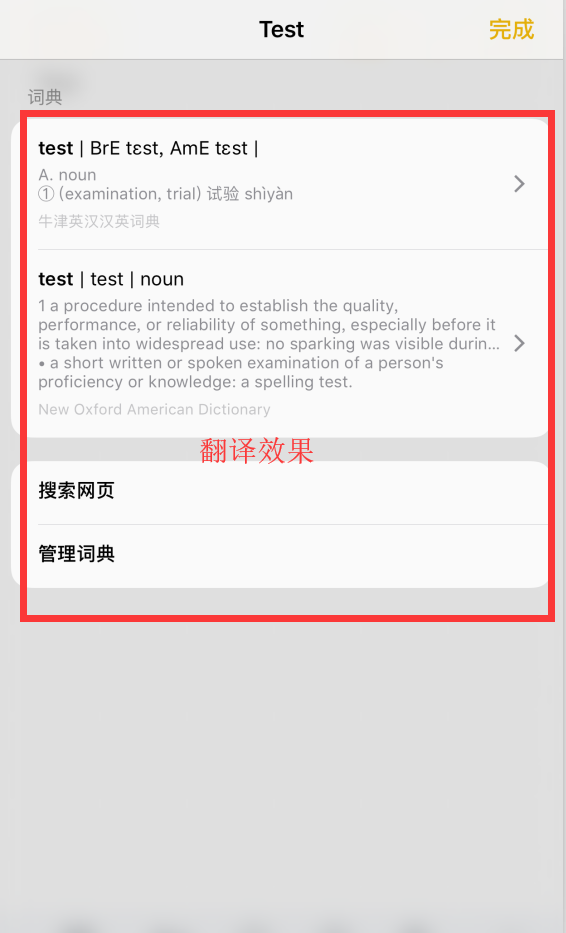 Test
完成
词典
test | BrE tɛst, AmE tɛst |
A. noun
① (examination, trial) 试验 shìyàn
牛津英汉汉英词典
test | test | noun
1 a procedure intended to establish the quality,
performance, or reliability of something, especially before it
is taken into widespread use: no sparking was visible durin...
• a short written or spoken examination of a person's
proficiency or knowledge: a spelling test.
New Oxford American Dictionary
翻译效果
搜索网页
管理词典